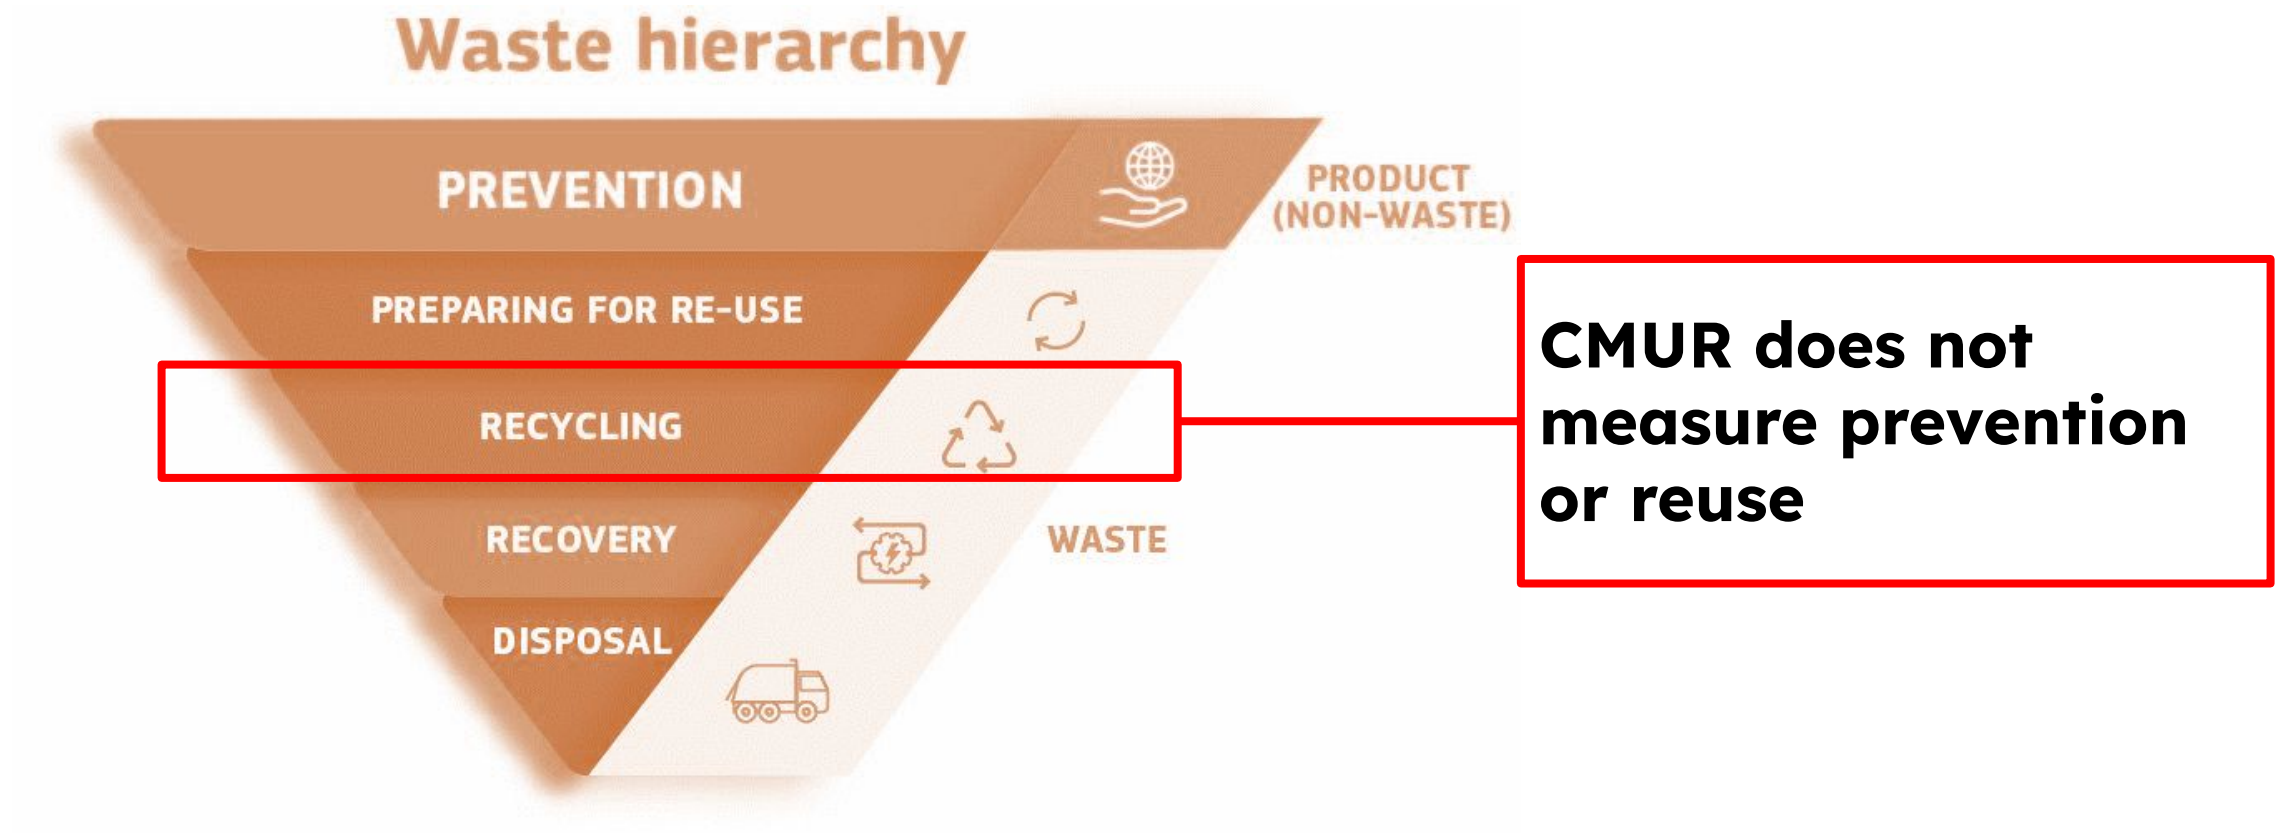 Waste hierarchy
PREVENTION
PRODUCT
(NON-WASTE)
PREPARING FOR RE-USE
RECYCLING
RECOVERY
WASTE
DISPOSAL
CMUR does not
measure prevention
or reuse